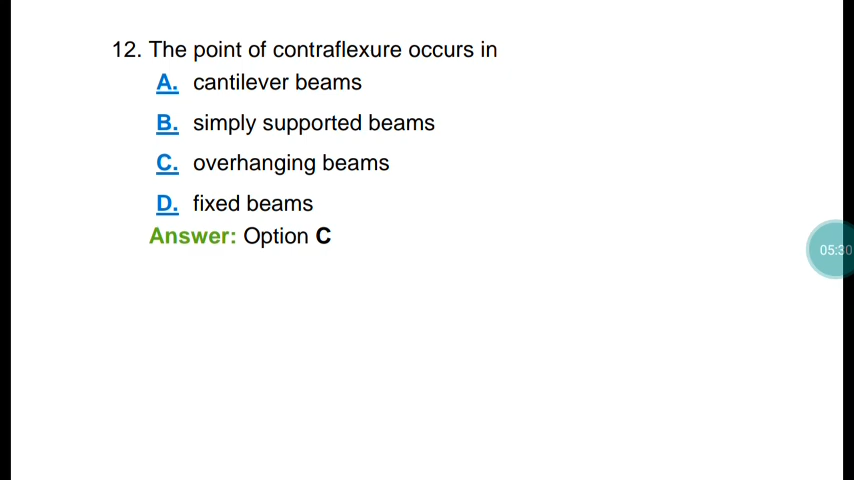 12. The point of contraflexure occurs in
A. cantilever beams
B. simply supported beams
C. overhanging beams
D. fixed beams
Answer: Option C
05:30